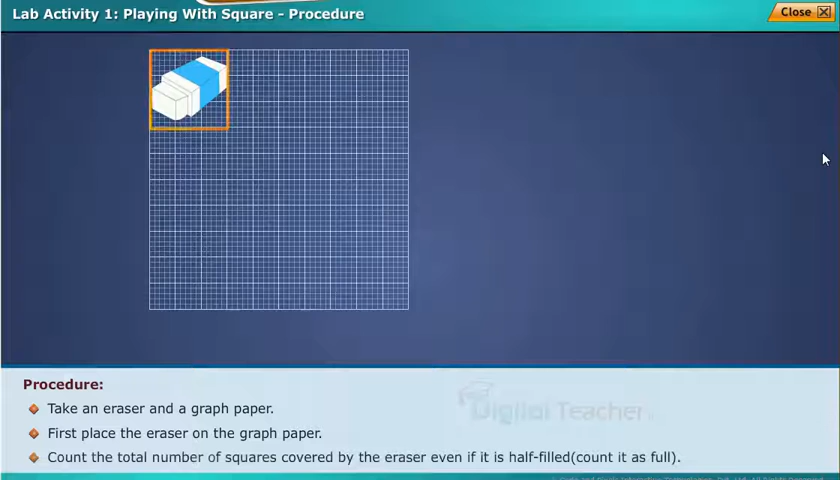 Lab Activity 1: Playing With Square - Procedure
Close
Procedure:
Take an eraser and a graph paper.
First place the eraser on the graph paper.
Digital Teacher
Count the total number of squares covered by the eraser even if it is half-filled(count it as full).